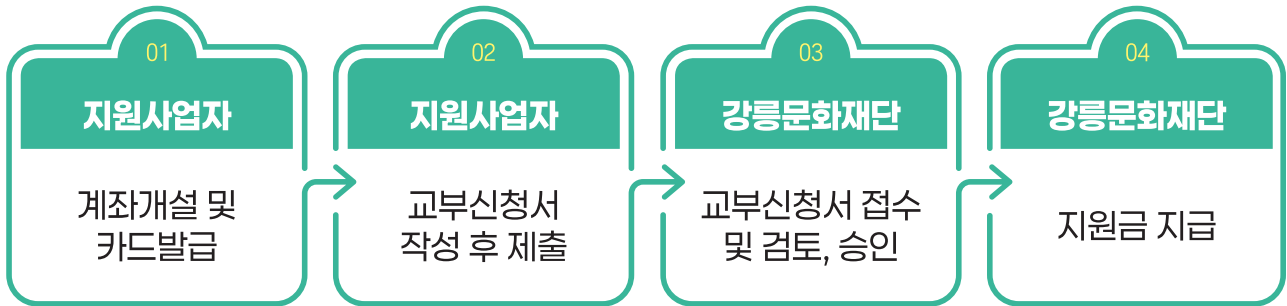 01
지원사업자
계좌개설 및
카드발급
02
지원사업자
교부신청서
작성 후 제출
03
강릉문화재단
교부신청서 접수
및 검토, 승인
04
강릉문화재단
지원금 지급